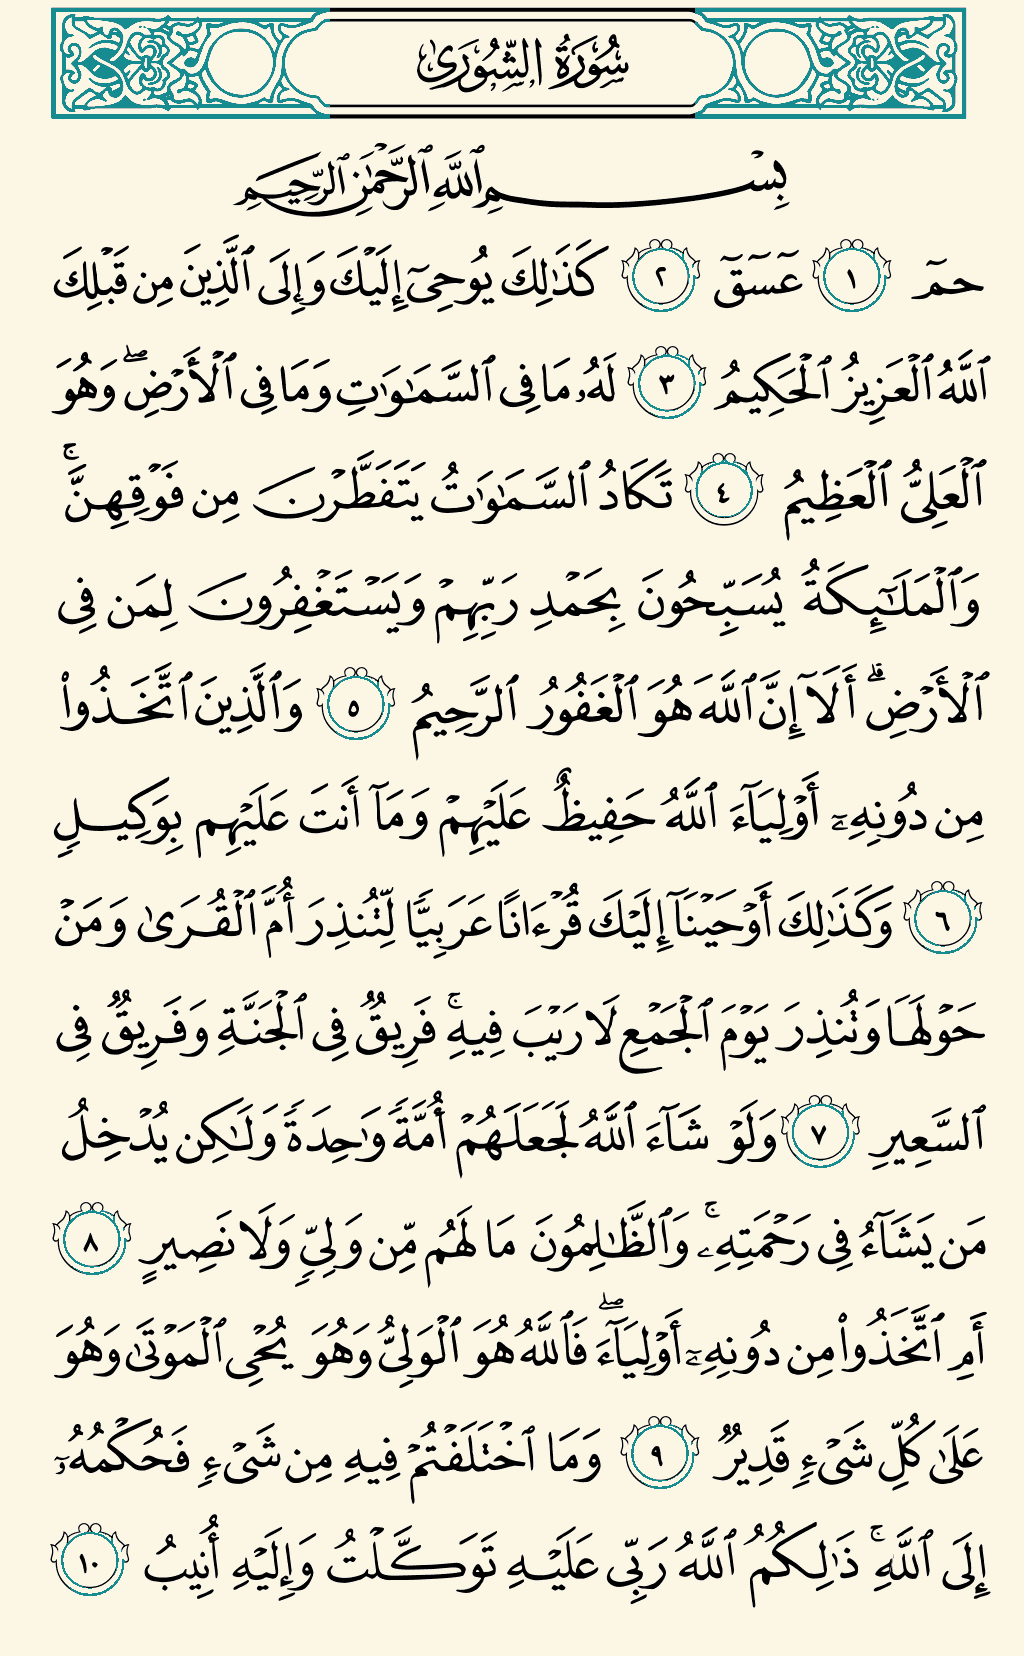 سُورَةُ الشُّورَىٰ
بِسْمِ ٱللَّهِ ٱلرَّحْمَٰنِ ٱلرَّحِيمِ
حمٓ ١ عٓسٓقٓ ٢ كَذَٰلِكَ يُوحِىٓ إِلَيْكَ وَإِلَى ٱلَّذِينَ مِن قَبْلِكَ
ٱللَّهُ ٱلْعَزِيزُ ٱلْحَكِيمُ ٣ لَهُۥ مَا فِى ٱلسَّمَٰوَٰتِ وَمَا فِى ٱلْأَرْضِۖ وَهُوَ
ٱلْعَلِىُّ ٱلْعَظِيمُ ٤ تَكَادُ ٱلسَّمَٰوَٰتُ يَتَفَطَّرْنَ مِن فَوْقِهِنَّۚ
وَٱلْمَلَٰٓئِكَةُ يُسَبِّحُونَ بِحَمْدِ رَبِّهِمْ وَيَسْتَغْفِرُونَ لِمَن فِى
ٱلْأَرْضِۗ أَلَآ إِنَّ ٱللَّهَ هُوَ ٱلْغَفُورُ ٱلرَّحِيمُ ٥ وَٱلَّذِينَ ٱتَّخَذُوا۟
مِن دُونِهِۦٓ أَوْلِيَآءَ ٱللَّهُ حَفِيظٌ عَلَيْهِمْ وَمَآ أَنتَ عَلَيْهِم بِوَكِيلٍ
٦ وَكَذَٰلِكَ أَوْحَيْنَآ إِلَيْكَ قُرْءَانًا عَرَبِيًّا لِّتُنذِرَ أُمَّ ٱلْقُرَىٰ وَمَنْ
حَوْلَهَا وَتُنذِرَ يَوْمَ ٱلْجَمْعِ لَا رَيْبَ فِيهِۚ فَرِيقٌ فِى ٱلْجَنَّةِ وَفَرِيقٌ فِى
ٱلسَّعِيرِ ٧ وَلَوْ شَآءَ ٱللَّهُ لَجَعَلَهُمْ أُمَّةً وَٰحِدَةً وَلَٰكِن يُدْخِلُ
مَن يَشَآءُ فِى رَحْمَتِهِۦۚ وَٱلظَّٰلِمُونَ مَا لَهُم مِّن وَلِىٍّ وَلَا نَصِيرٍ ٨
أَمِ ٱتَّخَذُوا۟ مِن دُونِهِۦٓ أَوْلِيَآءَۖ فَٱللَّهُ هُوَ ٱلْوَلِىُّ وَهُوَ يُحْىِ ٱلْمَوْتَىٰ وَهُوَ
عَلَىٰ كُلِّ شَىْءٍ قَدِيرٌ ٩ وَمَا ٱخْتَلَفْتُمْ فِيهِ مِن شَىْءٍ فَحُكْمُهُۥٓ
إِلَى ٱللَّهِۚ ذَٰلِكُمُ ٱللَّهُ رَبِّى عَلَيْهِ تَوَكَّلْتُ وَإِلَيْهِ أُنِيبُ ١٠